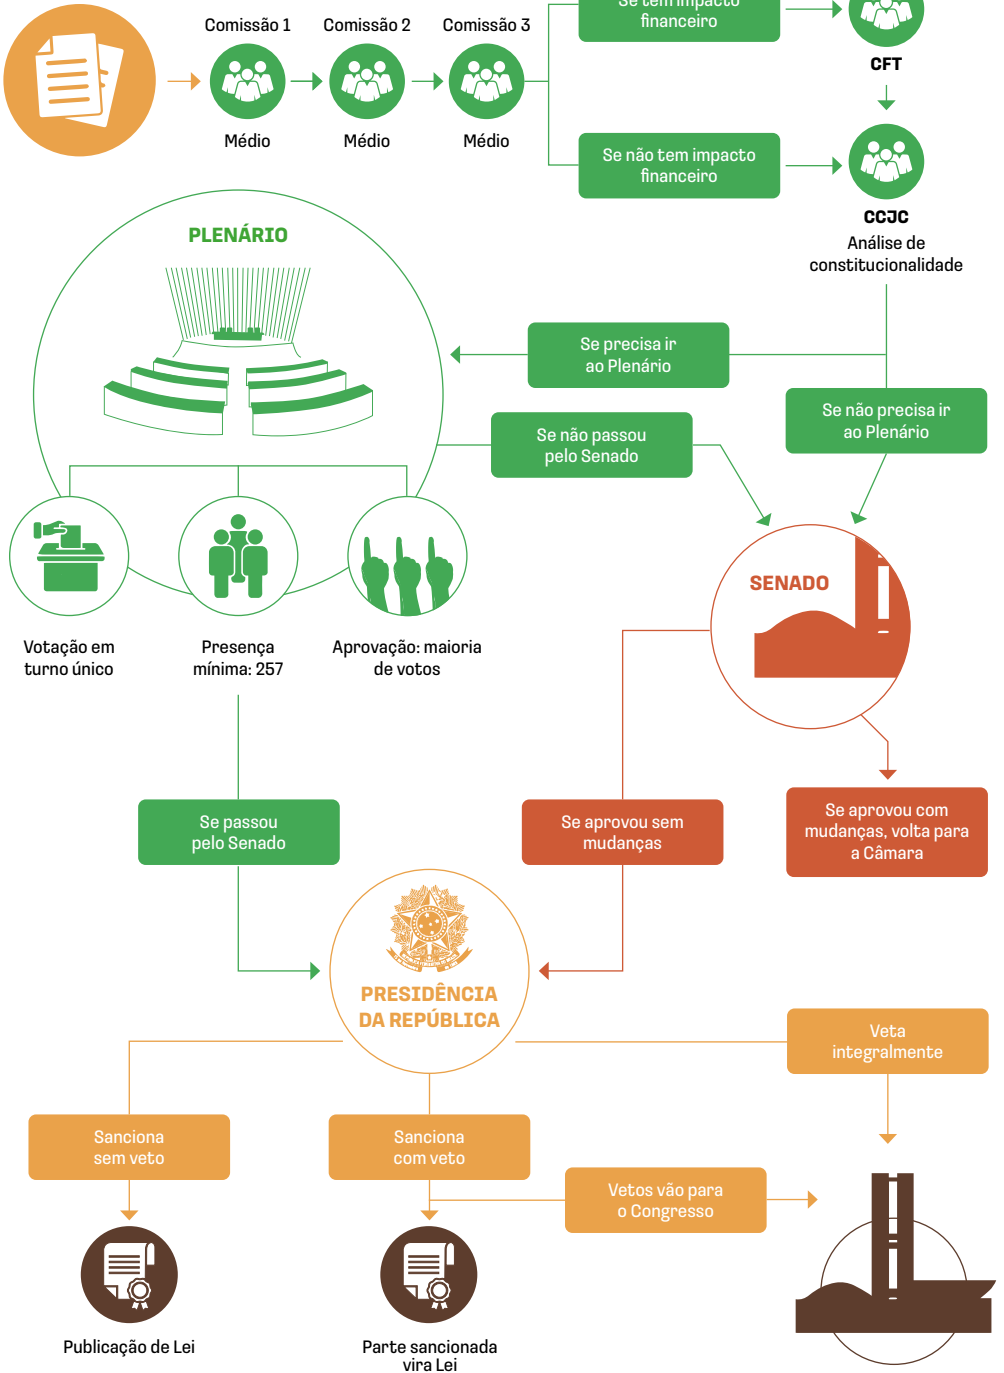 Comissão 1
Comissão 2
Comissão 3
Médio
Médio
Médio
Se tem impacto
financeiro
CFT
Se não tem impacto
financeiro
CCJC
Análise de
constitucionalidade
PLENÁRIO
Se precisa ir
ao Plenário
Se não precisa ir
ao Plenário
Se não passou
pelo Senado
SENADO
Votação em
turno único
Presença
mínima: 257
Aprovação: maioria
de votos
Se passou
pelo Senado
Se aprovou sem
mudanças
Se aprovou com
mudanças, volta para
a Câmara
PRESIDÊNCIA
DA REPÚBLICA
Veta
integralmente
Sanciona
sem veto
Sanciona
com veto
Vetos vão para
o Congresso
Publicação de Lei
Parte sancionada
vira Lei